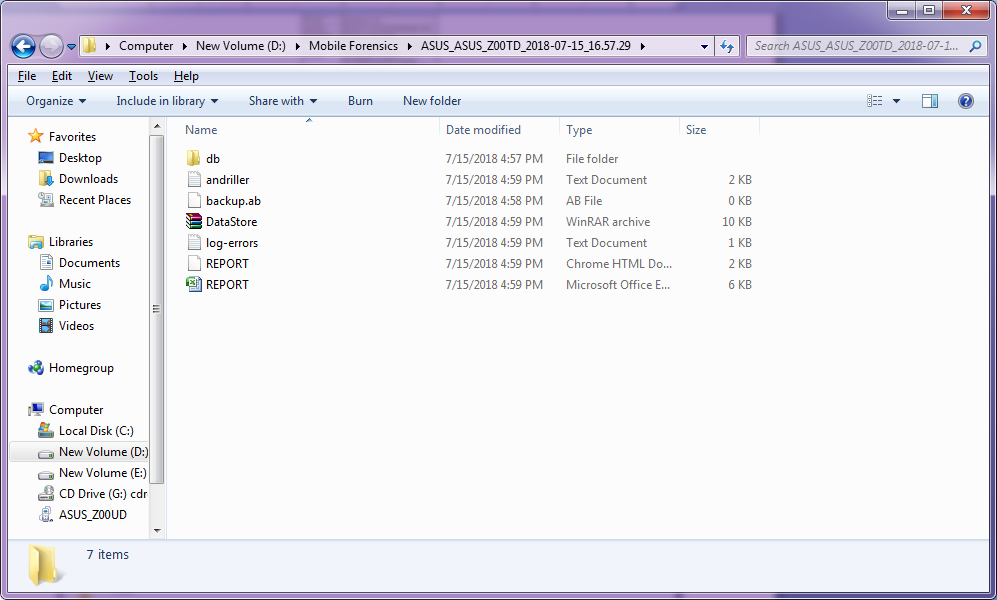 Computer New Volume (D:) Mobile Forensics ASUS_ASUS_Z00TD_2018-07-15_16.57.29 Search ASUS_ASUS_Z00TD_2018-07-1...
File Edit View Tools Help
Organize Include in library Share with Burn New folder
Favorites
Desktop
Downloads
Recent Places
Libraries
Documents
Music
Pictures
Videos
Homegroup
Computer
Local Disk (C:)
New Volume (D:)
New Volume (E:)
CD Drive (G:) cdr
ASUS_Z00UD
Name Date modified Type Size
db 7/15/2018 4:57 PM File folder
andriller 7/15/2018 4:59 PM Text Document 2 KB
backup.ab 7/15/2018 4:58 PM AB File 0 KB
DataStore 7/15/2018 4:59 PM WinRAR archive 10 KB
log-errors 7/15/2018 4:59 PM Text Document 1 KB
REPORT 7/15/2018 4:59 PM Chrome HTML Do... 2 KB
REPORT 7/15/2018 4:59 PM Microsoft Office E... 6 KB
7 items